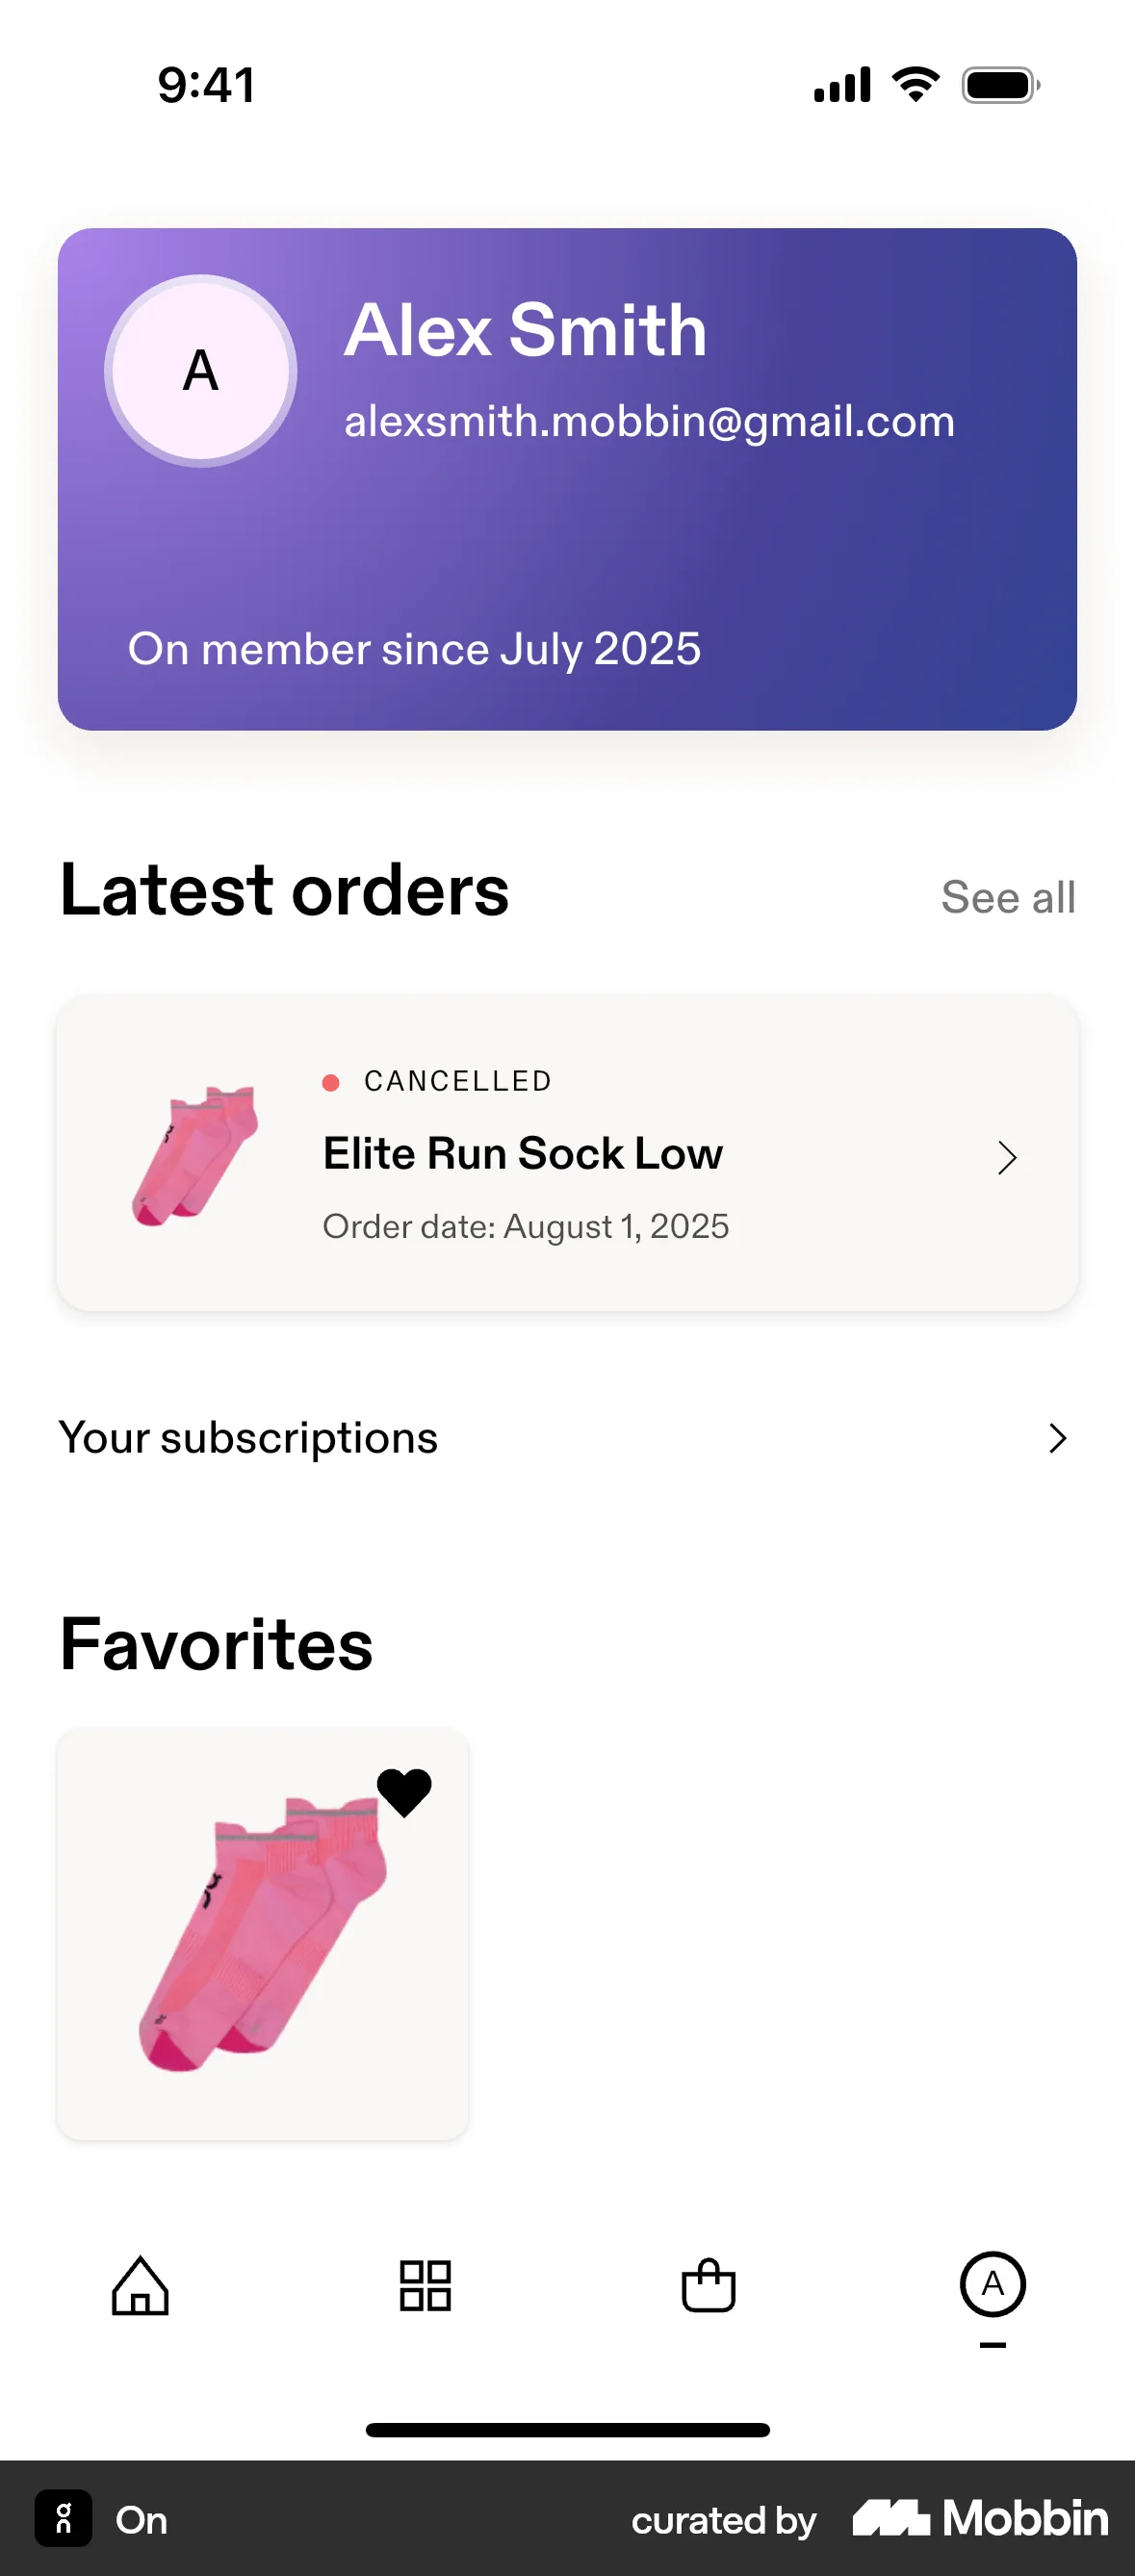 9:41
A
Alex Smith
alexsmith.mobbin@gmail.com
On member since July 2025
Latest orders
See all
CANCELLED
Elite Run Sock Low
Order date: August 1, 2025
Your subscriptions
Favorites
A
On
curated by
Mobbin